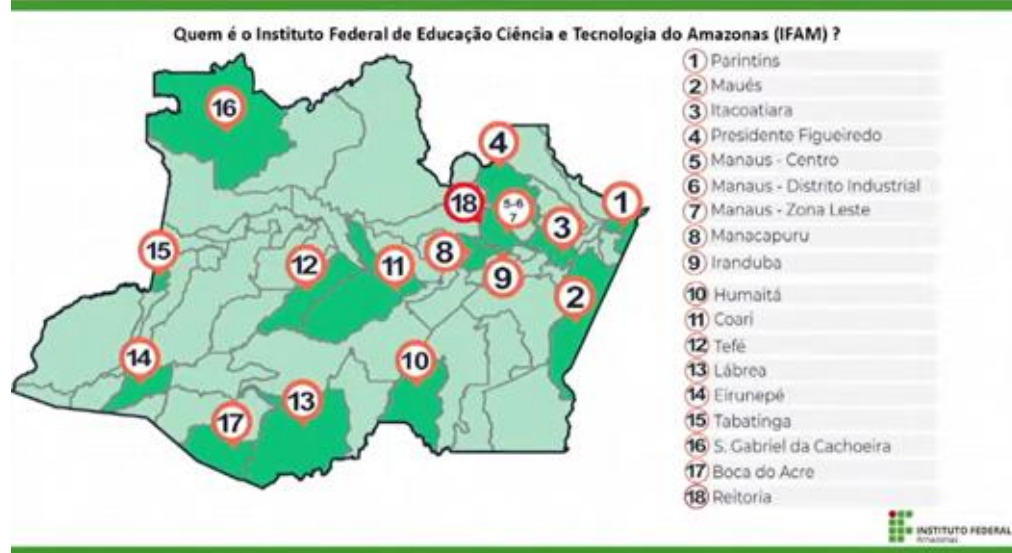 Quem é o Instituto Federal de Educação Ciência e Tecnologia do Amazonas (IFAM) ?
1 Parintins
2 Maués
3 Itacoatiara
4 Presidente Figueiredo
5 Manaus - Centro
6 Manaus - Distrito Industrial
7 Manaus - Zona Leste
8 Manacapuru
9 Iranduba
10 Humaitá
11 Coari
12 Tefé
13 Lábrea
14 Eirunepé
15 Tabatinga
16 S. Gabriel da Cachoeira
17 Boca do Acre
18 Reitoria
16
4
18
5-6
7
1
3
15
12
11
8
9
2
14
10
13
17
INSTITUTO FEDERAL
Amazonas